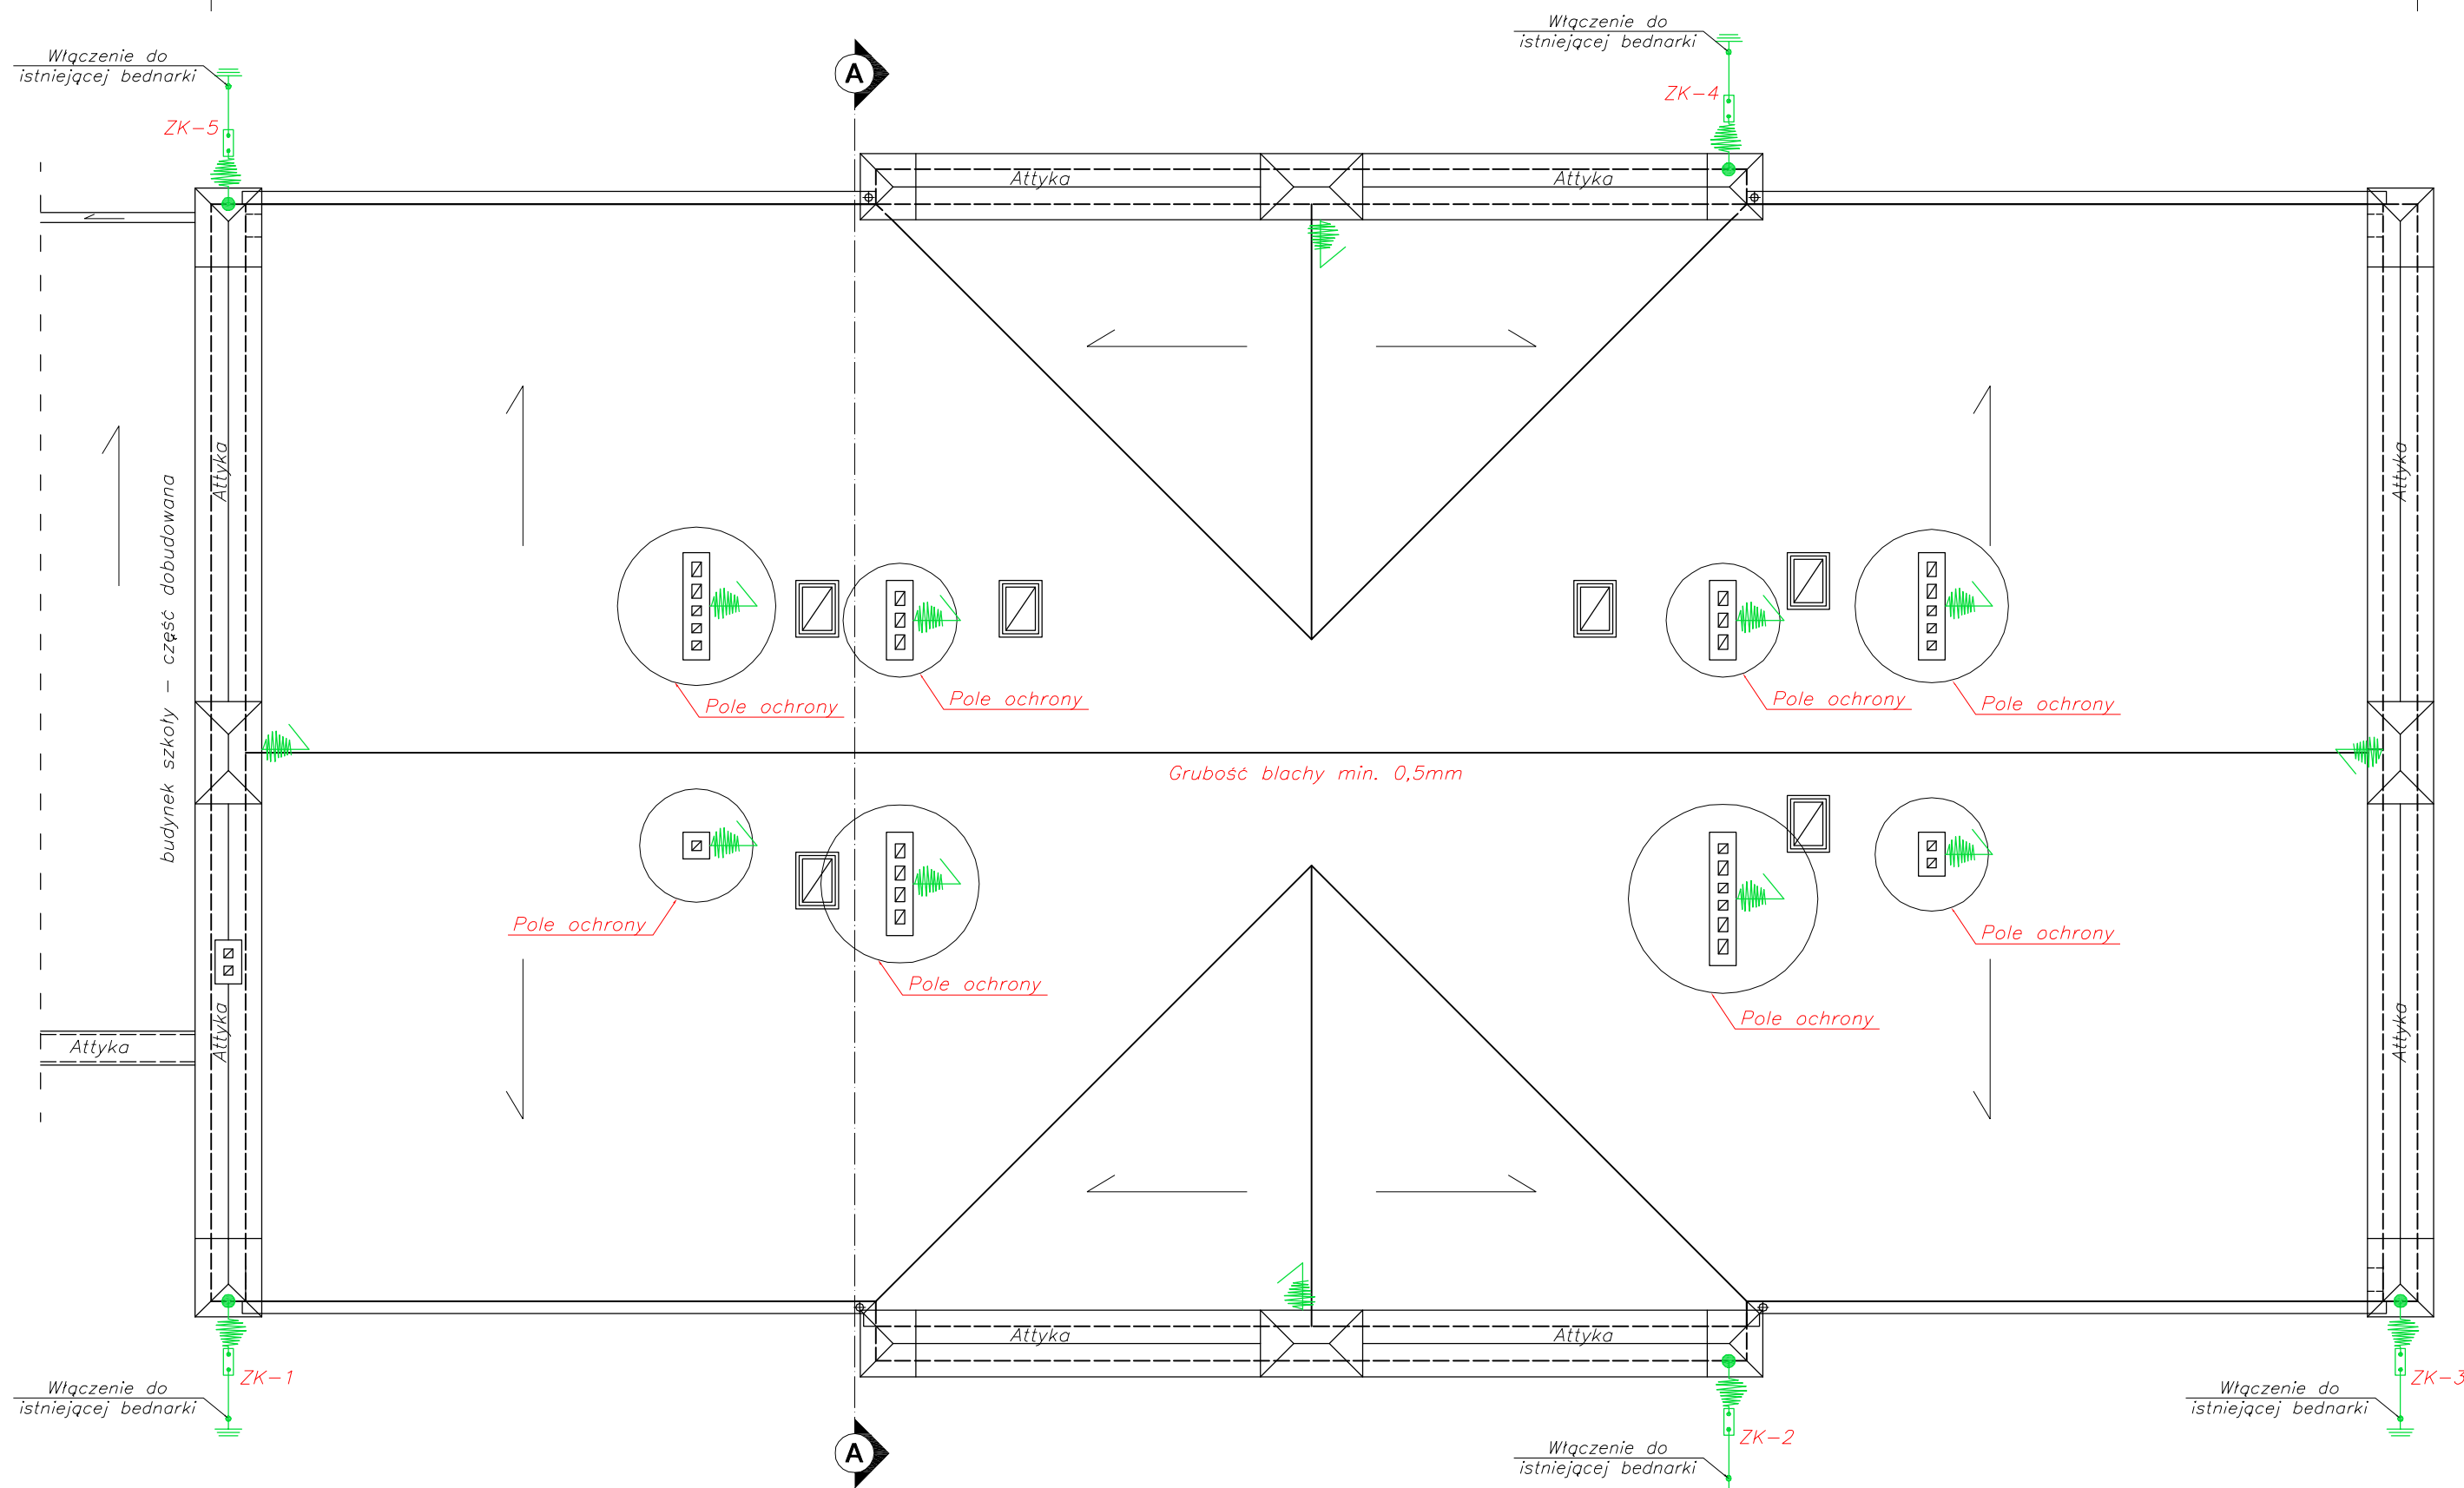 Włączenie do
istniejącej bednarki
Włączenie do
istniejącej bednarki
A
ZK-4
ZK-5
Attyka
Attyka
Attyka
Attyka
budynek szkoły - część dobudowana
Pole ochrony
Pole ochrony
Pole ochrony
Pole ochrony
Grubość blachy min. 0,5mm
Pole ochrony
Pole ochrony
Pole ochrony
Pole ochrony
Attyka
Attyka
Attyka
Attyka
Attyka
ZK-1
ZK-3
Włączenie do
istniejącej bednarki
Włączenie do
istniejącej bednarki
ZK-2
A
Włączenie do
istniejącej bednarki